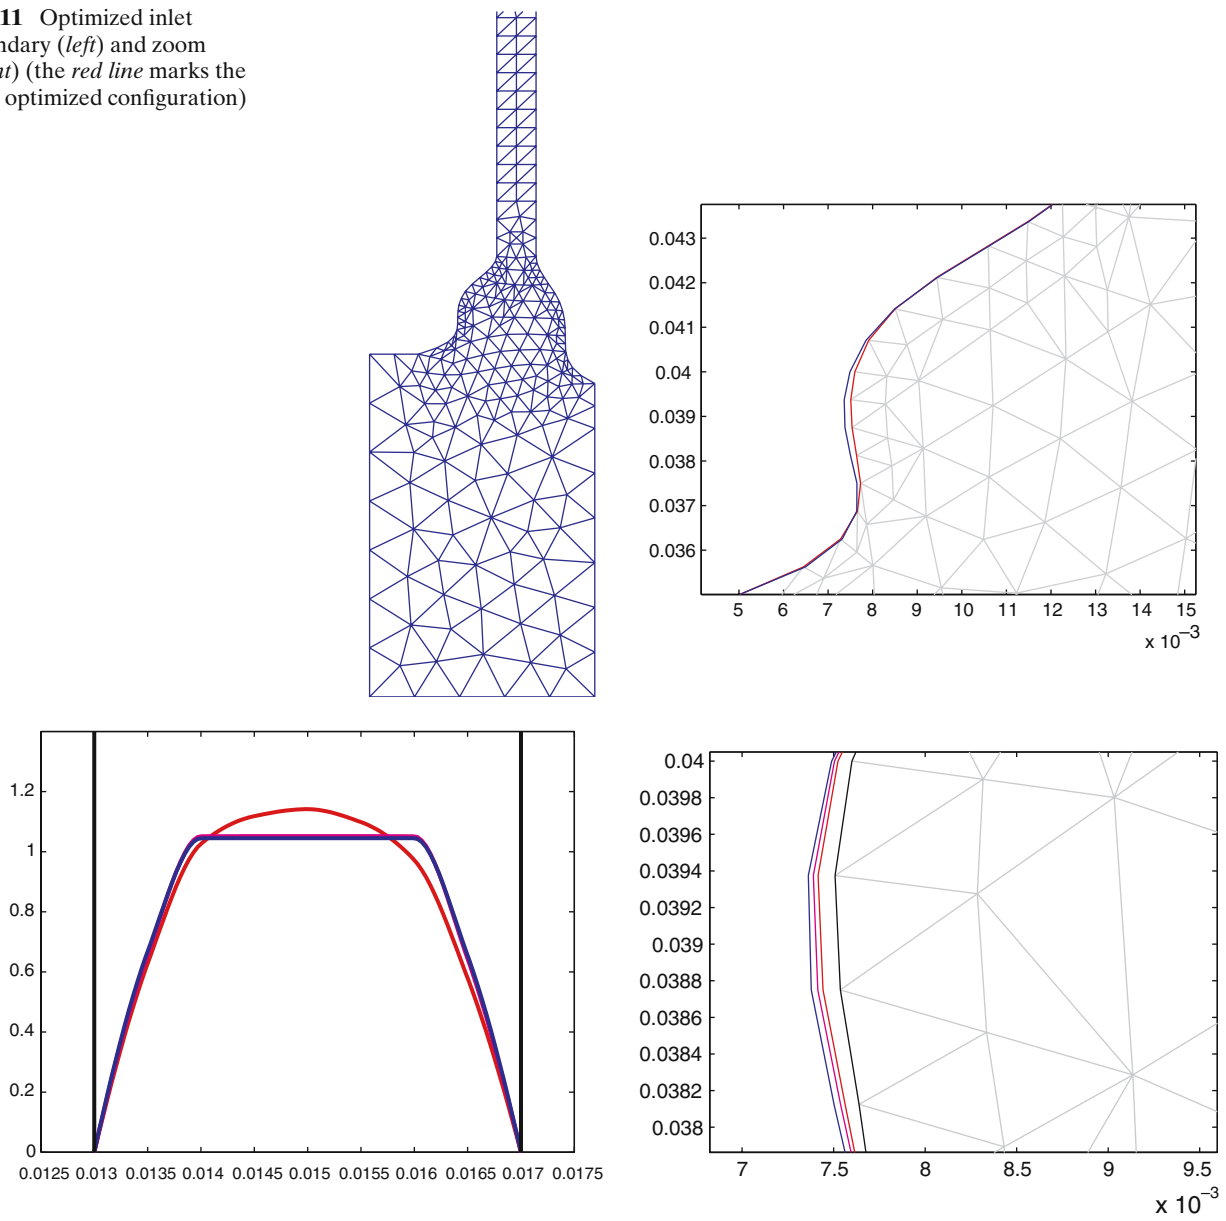 11 Optimized inlet
ndary (left) and zoom
nt) (the red line marks the
optimized configuration)
0.043
0.042
0.041
0.04
0.039
0.038
0.037
0.036
5 6 7 8 9 10 11 12 13 14 15
x 10⁻³
1.2
1
0.8
0.6
0.4
0.2
0
0.0125 0.013 0.0135 0.014 0.0145 0.015 0.0155 0.016 0.0165 0.017 0.0175
0.04
0.0398
0.0396
0.0394
0.0392
0.039
0.0388
0.0386
0.0384
0.0382
0.038
7 7.5 8 8.5 9 9.5
x 10⁻³